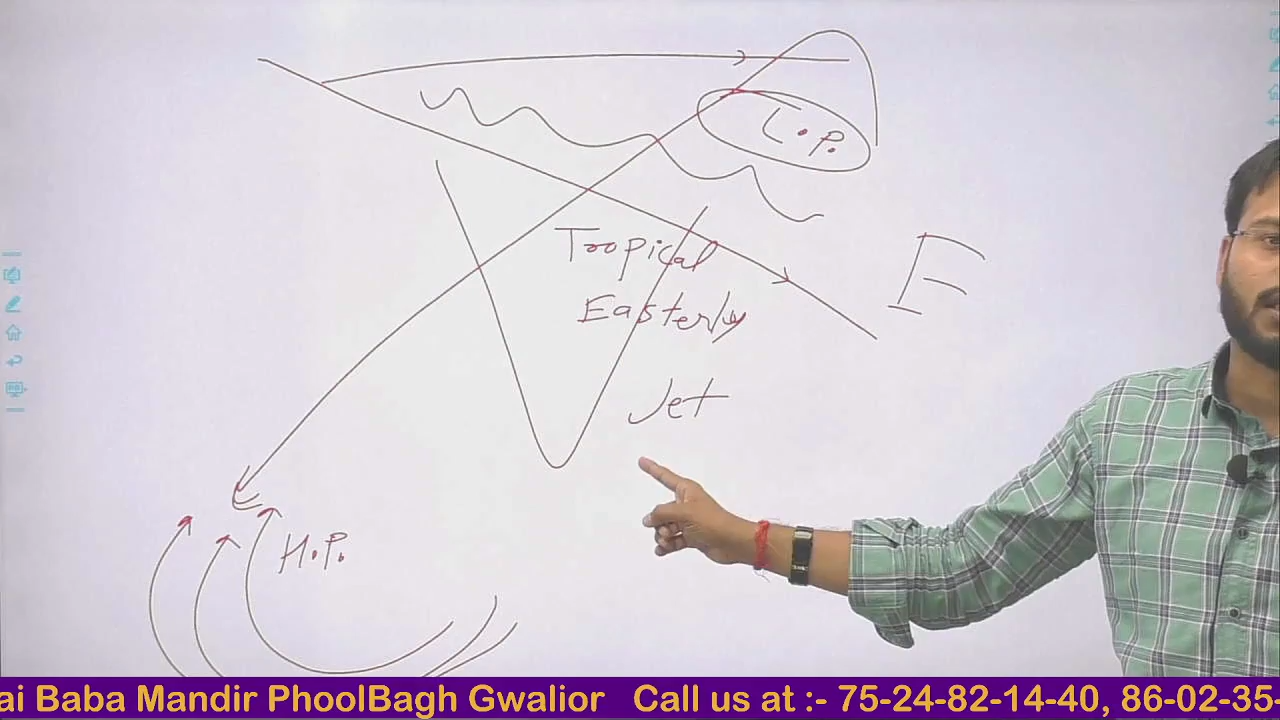 L.P.
E
Tropical
Easterly
Jet
H.P.
ai Baba Mandir PhoolBagh Gwalior Call us at :- 75-24-82-14-40, 86-02-35-